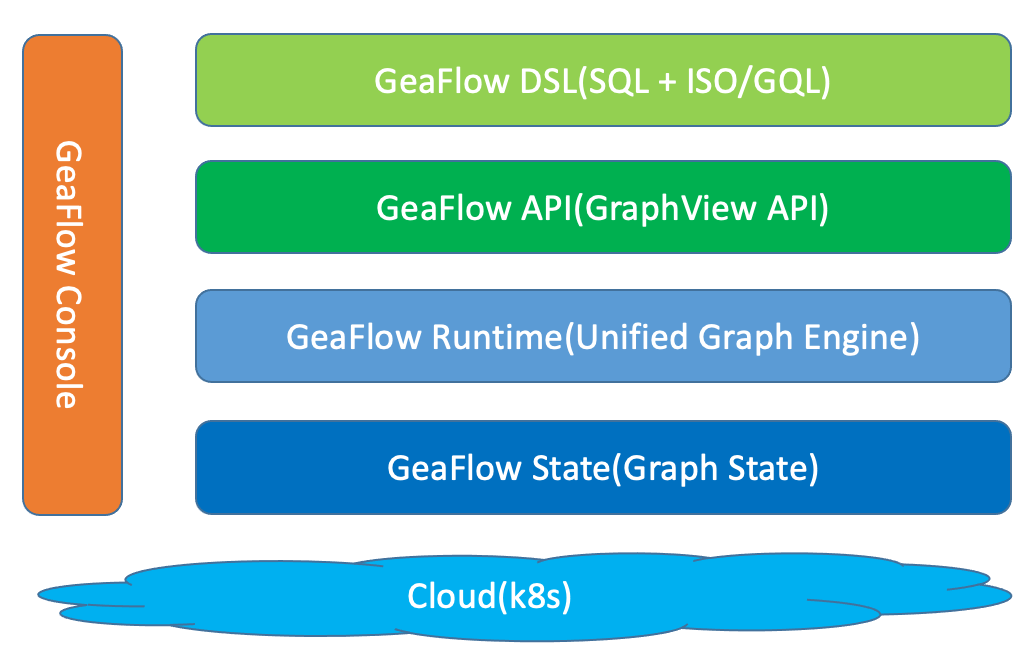 GeaFlow Console
GeaFlow DSL(SQL + ISO/GQL)
GeaFlow API(GraphView API)
GeaFlow Runtime(Unified Graph Engine)
GeaFlow State(Graph State)
Cloud(k8s)